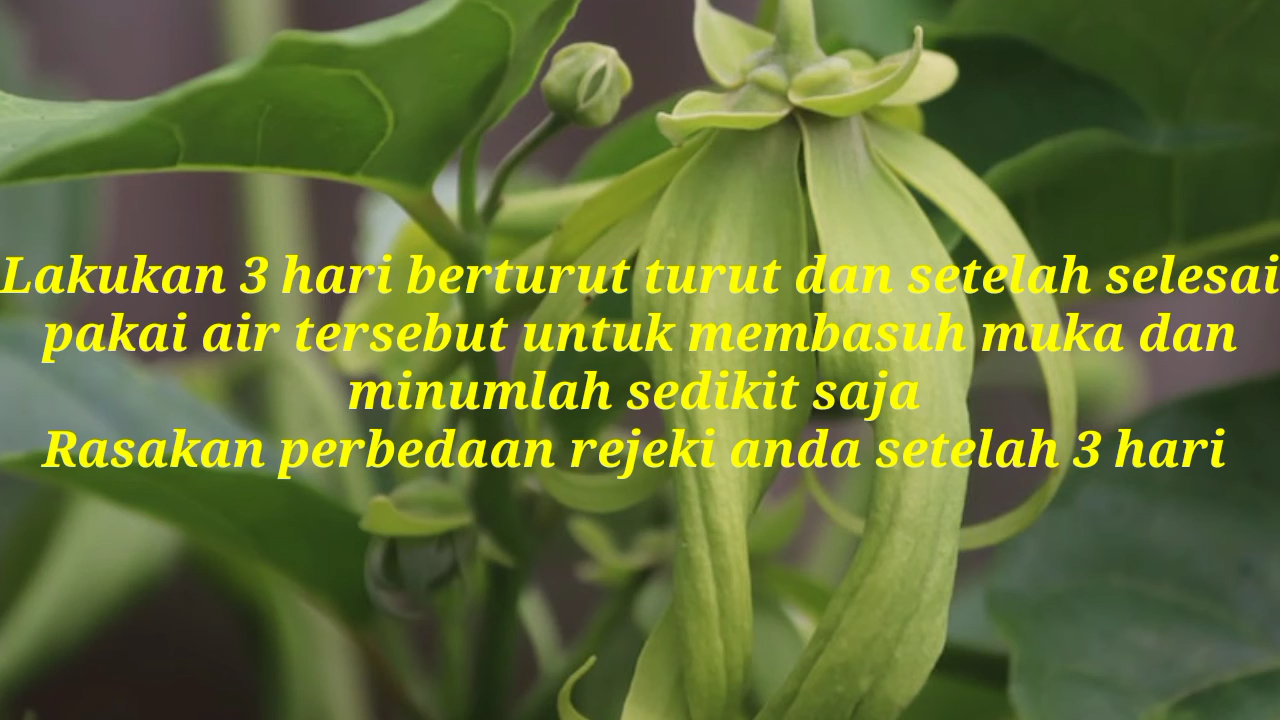 Lakukan 3 hari berturut turut dan setelah selesai
pakai air tersebut untuk membasuh muka dan
minumlah sedikit saja
Rasakan perbedaan rejeki anda setelah 3 hari